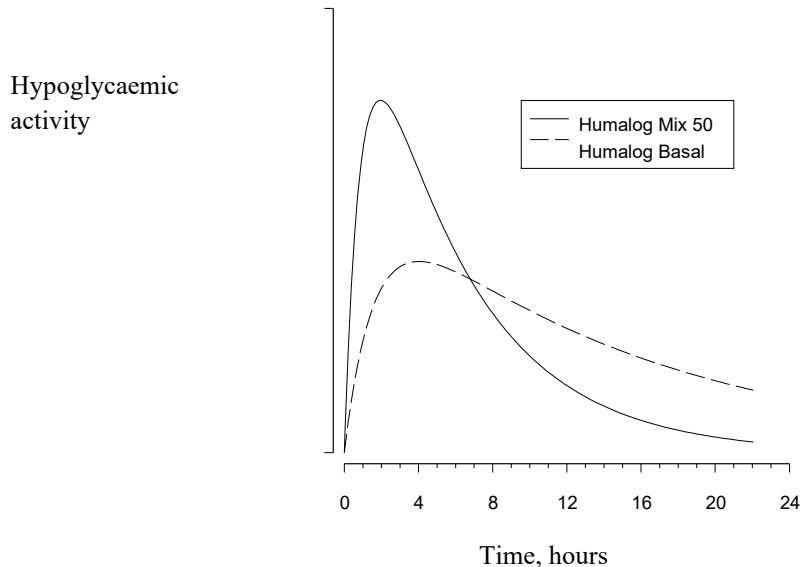 Hypoglycaemic
activity
Humalog Mix 50
Humalog Basal
0 4 8 12 16 20 24
Time, hours